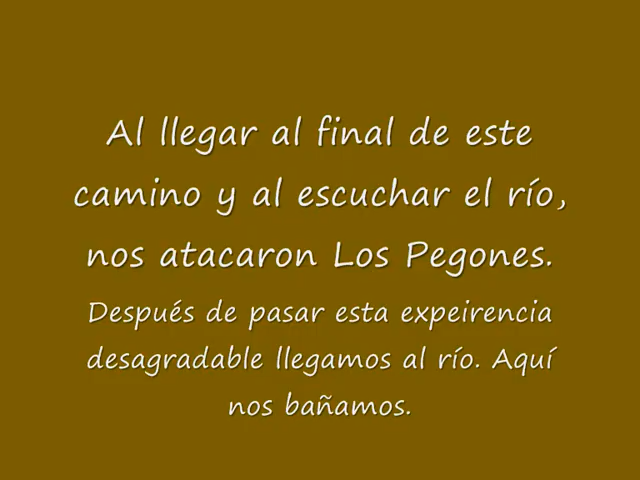 Al llegar al final de este
camino y al escuchar el río,
nos atacaron Los Pegones.
Después de pasar esta expeirencia
desagradable llegamos al río. Aquí
nos bañamos.